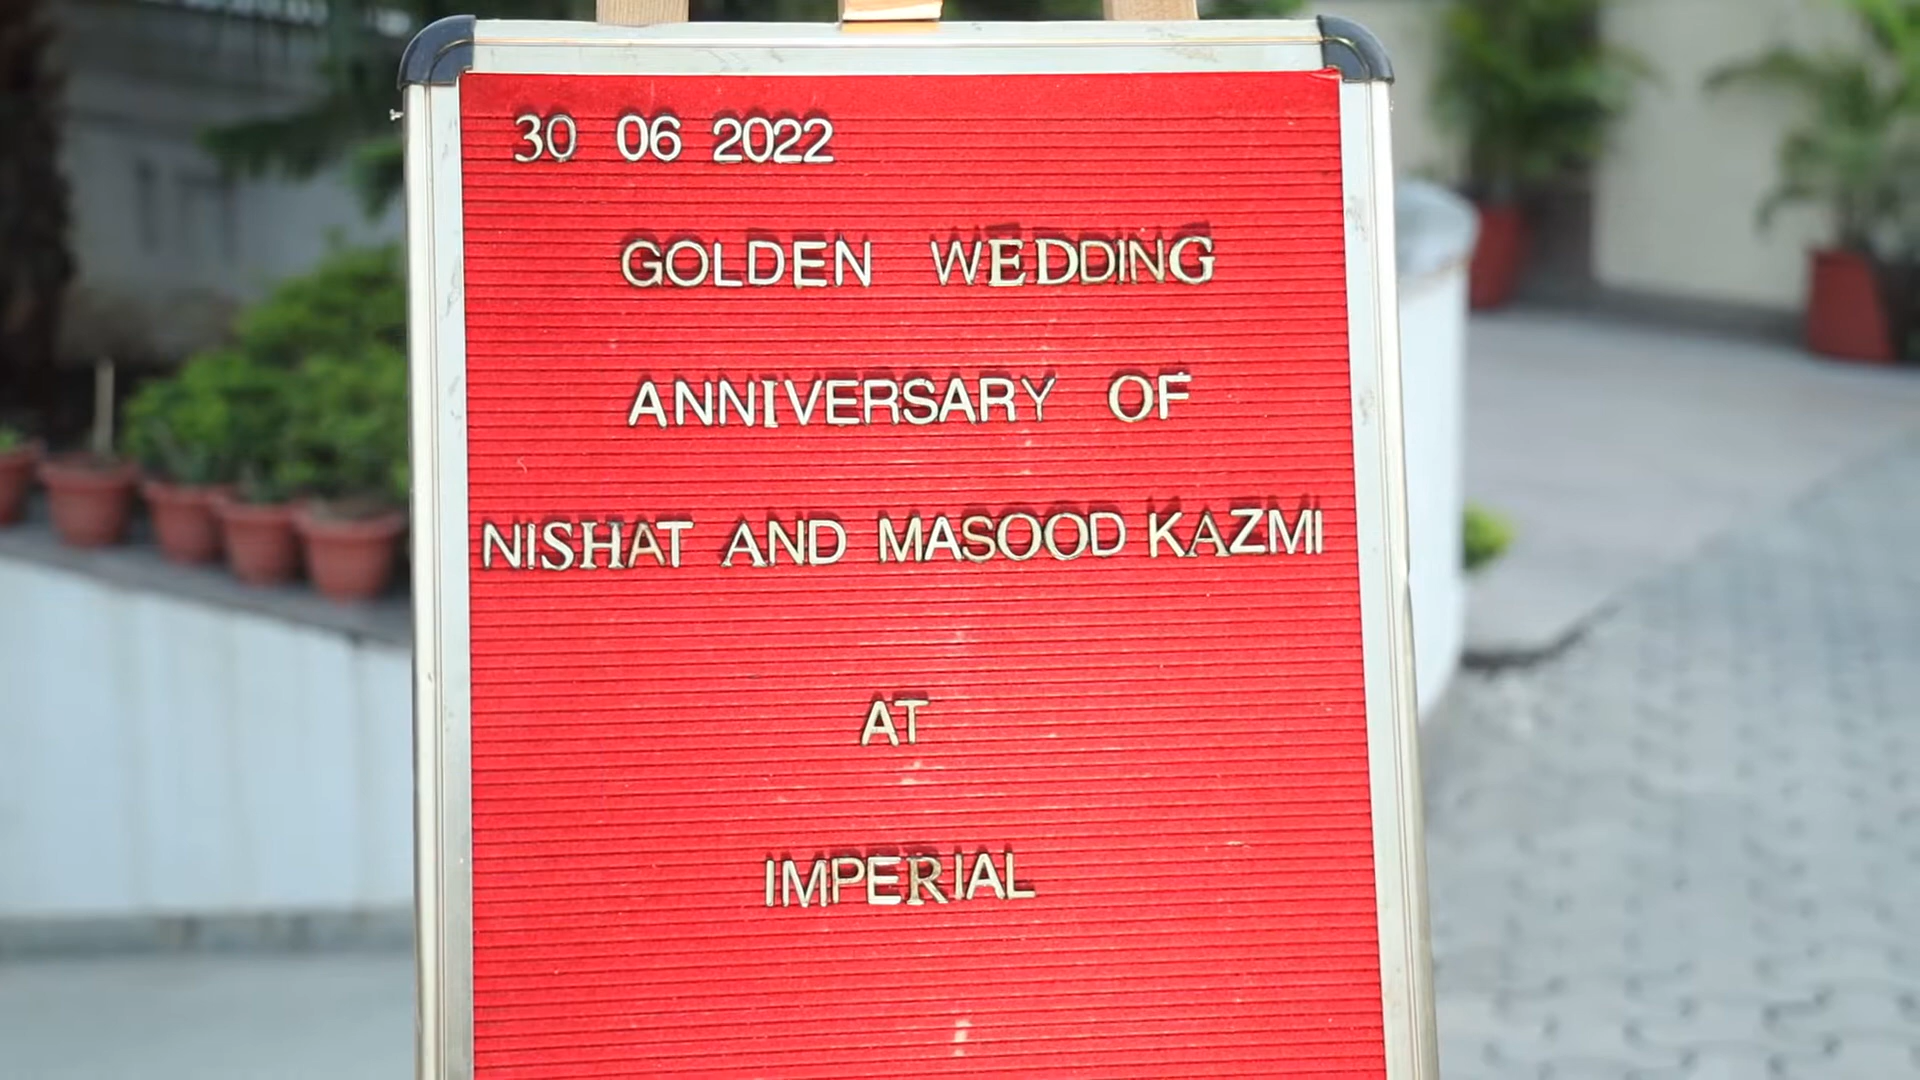 30 06 2022
GOLDEN WEDDING
ANNIVERSARY OF
NISHAT AND MASOOD KAZMI
AT
IMPERIAL